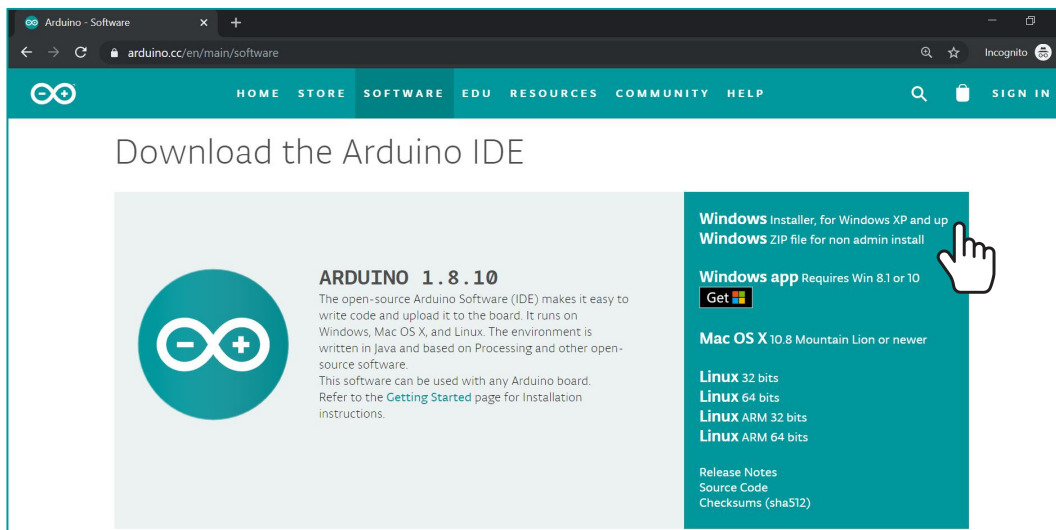 Arduino - Software
arduino.cc/en/main/software
Incognito
HOME STORE SOFTWARE EDU RESOURCES COMMUNITY HELP
SIGN IN
Download the Arduino IDE
ARDUINO 1.8.10
The open-source Arduino Software (IDE) makes it easy to
write code and upload it to the board. It runs on
Windows, Mac OS X, and Linux. The environment is
written in Java and based on Processing and other open-
source software.
This software can be used with any Arduino board.
Refer to the Getting Started page for Installation
instructions.
Windows Installer, for Windows XP and up
Windows ZIP file for non admin install
Windows app Requires Win 8.1 or 10
Get
Mac OS X 10.8 Mountain Lion or newer
Linux 32 bits
Linux 64 bits
Linux ARM 32 bits
Linux ARM 64 bits
Release Notes
Source Code
Checksums (sha512)